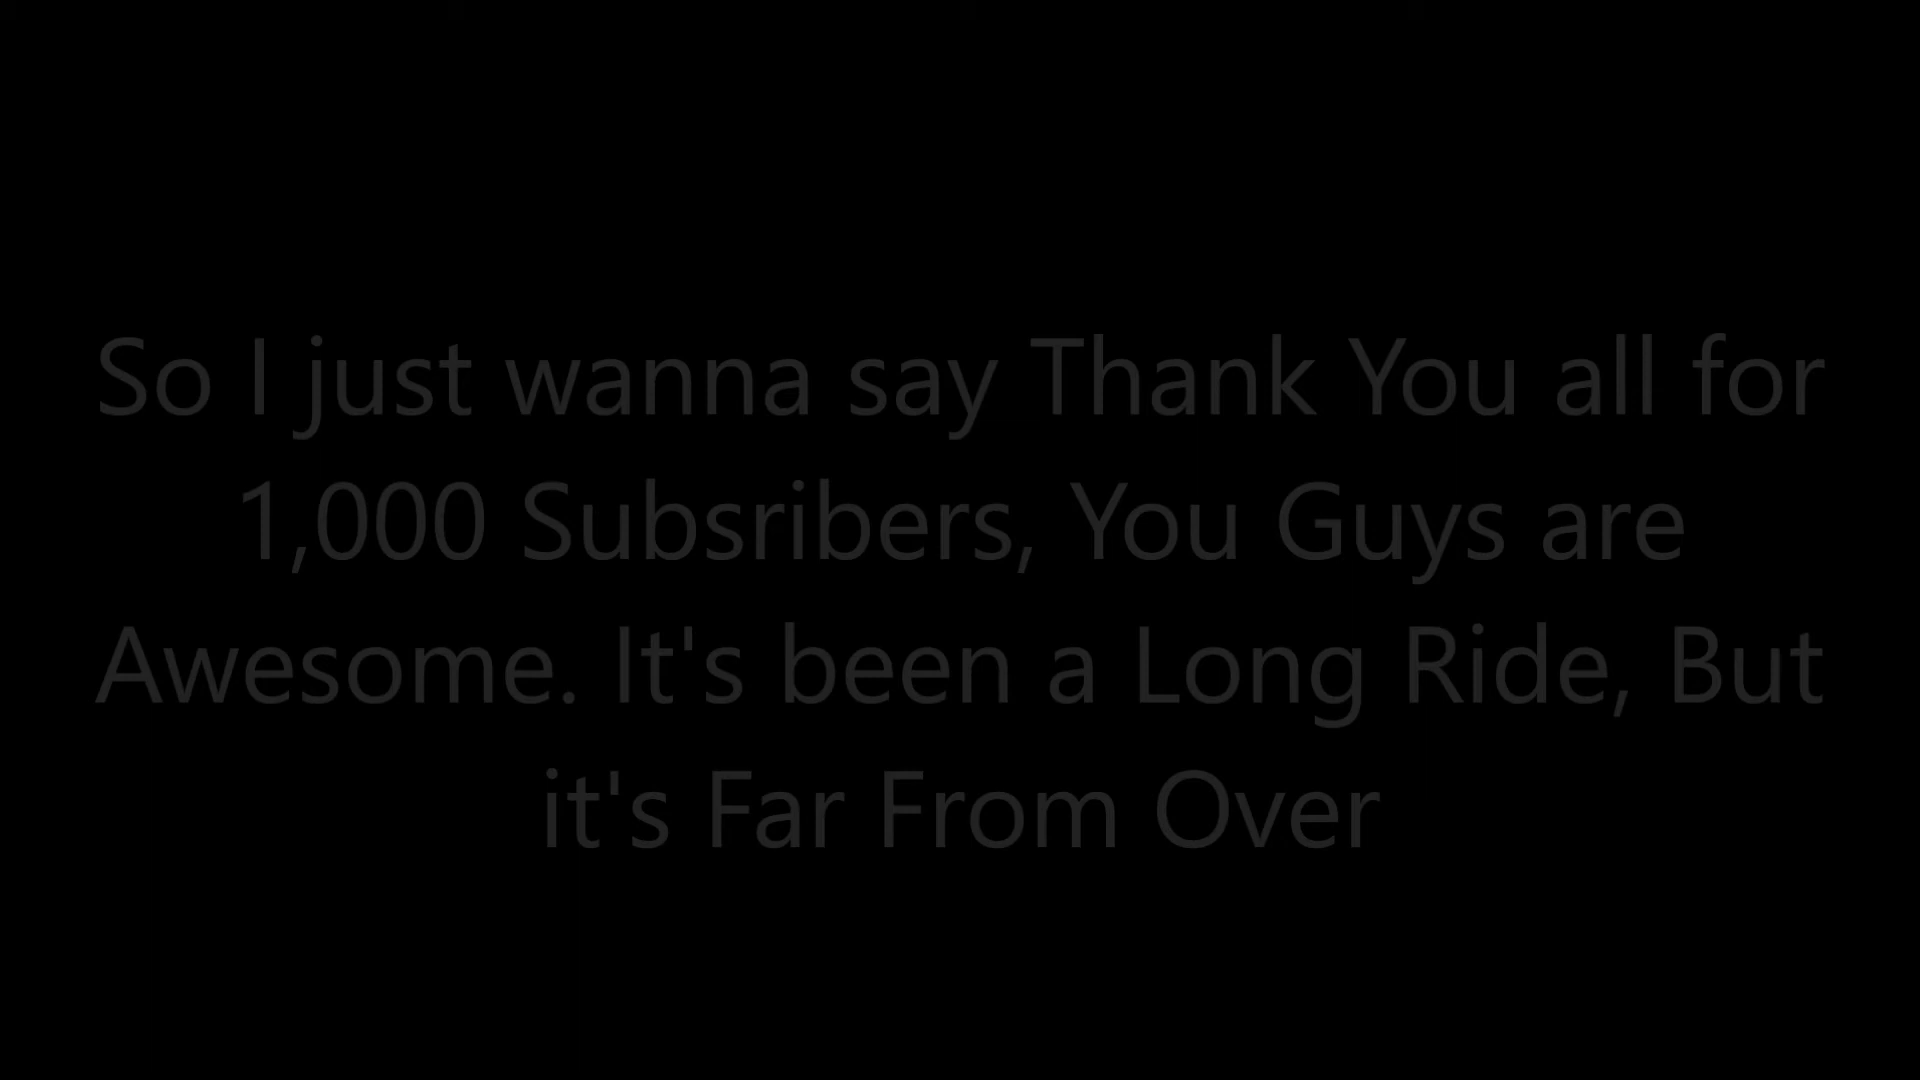 So I just wanna say Thank You all for
1,000 Subsribers, You Guys are
Awesome. It's been a Long Ride, But
it's Far From Over